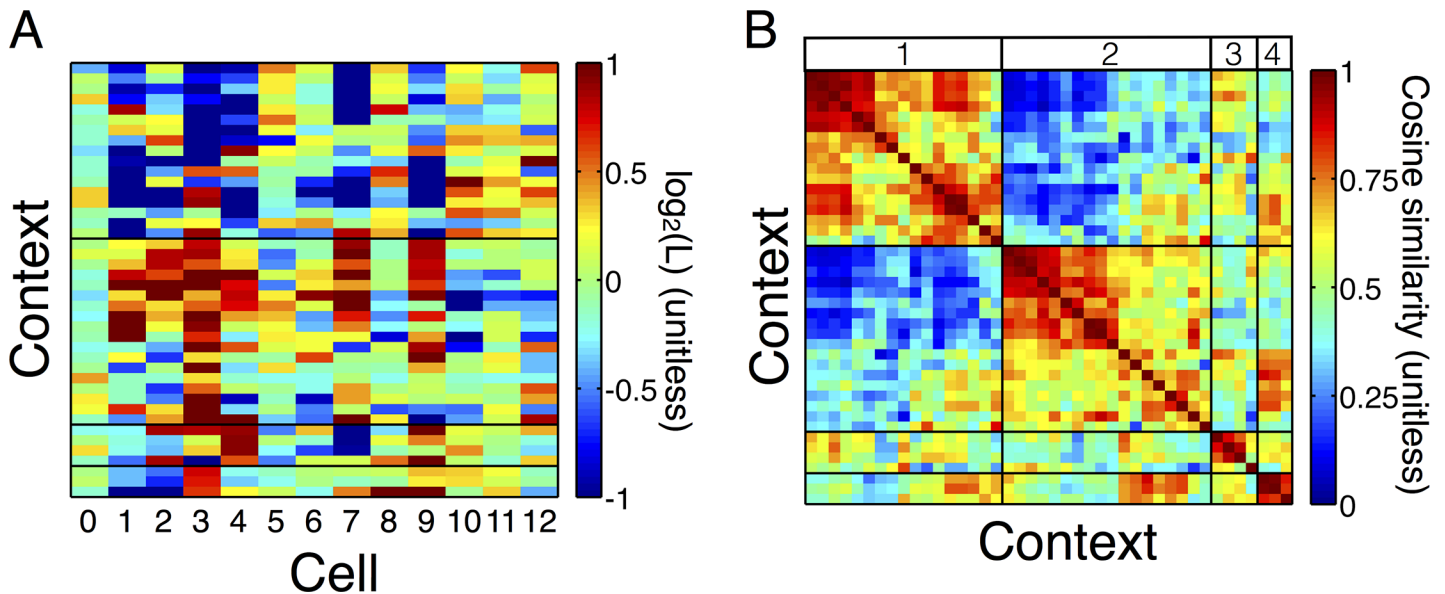 A
Context
0 1 2 3 4 5 6 7 8 9 10 11 12
Cell
1
0.5
0
-0.5
-1
log₂(L) (unitless)
B
1 2 3 4
Context
Context
1
0.75
0.5
0.25
0
Cosine similarity (unitless)